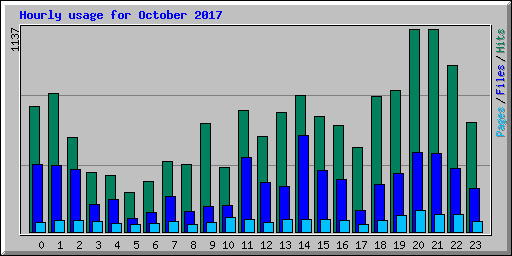 Hourly usage for October 2017
1137
Pages / Files / Hits
0 1 2 3 4 5 6 7 8 9 10 11 12 13 14 15 16 17 18 19 20 21 22 23